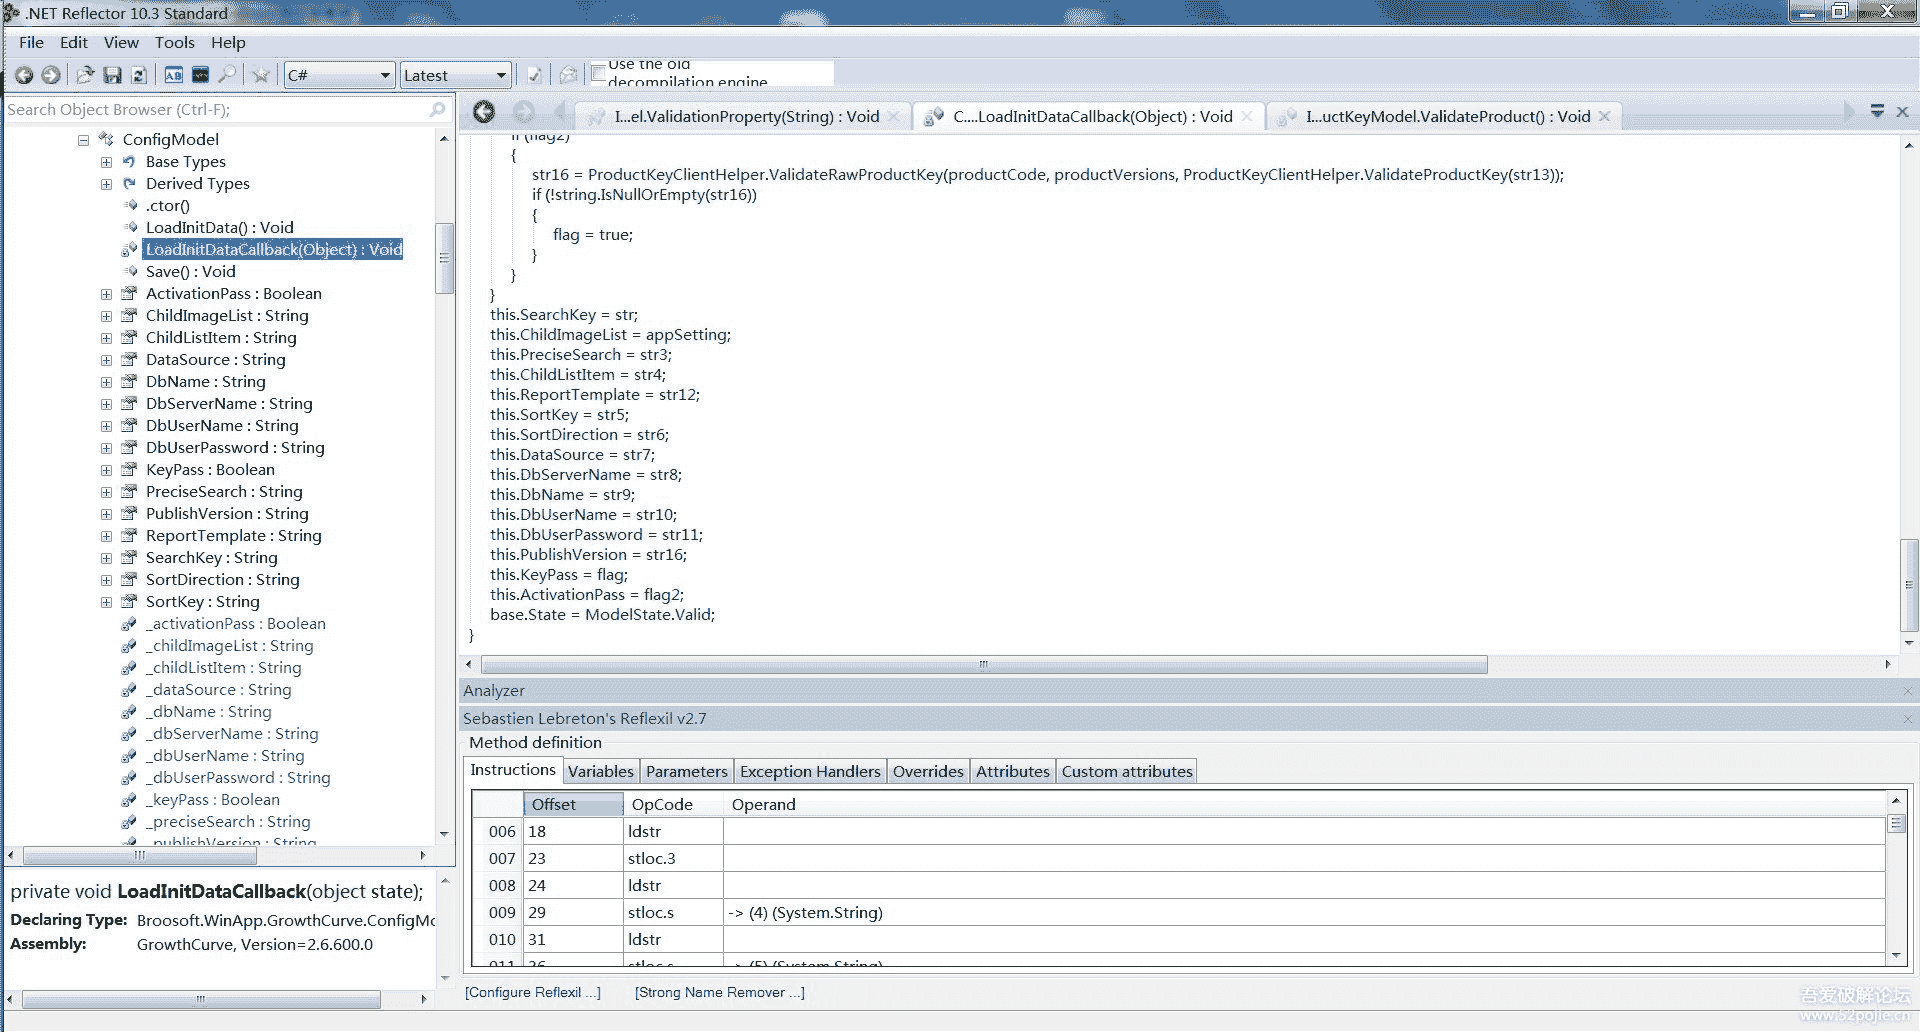 .NET Reflector 10.3 Standard
File Edit View Tools Help
C# Latest Use the old decompilation engine
Search Object Browser (Ctrl-F);
I...el.ValidationProperty(String) : Void
C....LoadInitDataCallback(Object) : Void
I...uctKeyModel.ValidateProduct() : Void
ConfigModel
Base Types
Derived Types
.ctor()
LoadInitData() : Void
LoadInitDataCallback(Object) : Void
Save() : Void
ActivationPass : Boolean
ChildImageList : String
ChildListItem : String
DataSource : String
DbName : String
DbServerName : String
DbUserName : String
DbUserPassword : String
KeyPass : Boolean
PreciseSearch : String
PublishVersion : String
ReportTemplate : String
SearchKey : String
SortDirection : String
SortKey : String
_activationPass : Boolean
_childImageList : String
_childListItem : String
_dataSource : String
_dbName : String
_dbServerName : String
_dbUserName : String
_dbUserPassword : String
_keyPass : Boolean
_preciseSearch : String
_publishVersion : String
private void LoadInitDataCallback(object state);
Declaring Type: Broosoft.WinApp.GrowthCurve.ConfigMo
Assembly: GrowthCurve, Version=2.6.600.0
if (flag2)
{
str16 = ProductKeyClientHelper.ValidateRawProductKey(productCode, productVersions, ProductKeyClientHelper.ValidateProductKey(str13));
if (!string.IsNullOrEmpty(str16))
{
flag = true;
}
}
}
this.SearchKey = str;
this.ChildImageList = appSetting;
this.PreciseSearch = str3;
this.ChildListItem = str4;
this.ReportTemplate = str12;
this.SortKey = str5;
this.SortDirection = str6;
this.DataSource = str7;
this.DbServerName = str8;
this.DbName = str9;
this.DbUserName = str10;
this.DbUserPassword = str11;
this.PublishVersion = str16;
this.KeyPass = flag;
this.ActivationPass = flag2;
base.State = ModelState.Valid;
}
Analyzer
Sebastien Lebreton's Reflexil v2.7
Method definition
Instructions Variables Parameters Exception Handlers Overrides Attributes Custom attributes
Offset OpCode Operand
006 18 ldstr
007 23 stloc.3
008 24 ldstr
009 29 stloc.s -> (4) (System.String)
010 31 ldstr
011 36 stloc.s -> (5) (System.String)
[Configure Reflexil ...] [Strong Name Remover ...]
吾爱破解论坛
www.52pojie.cn